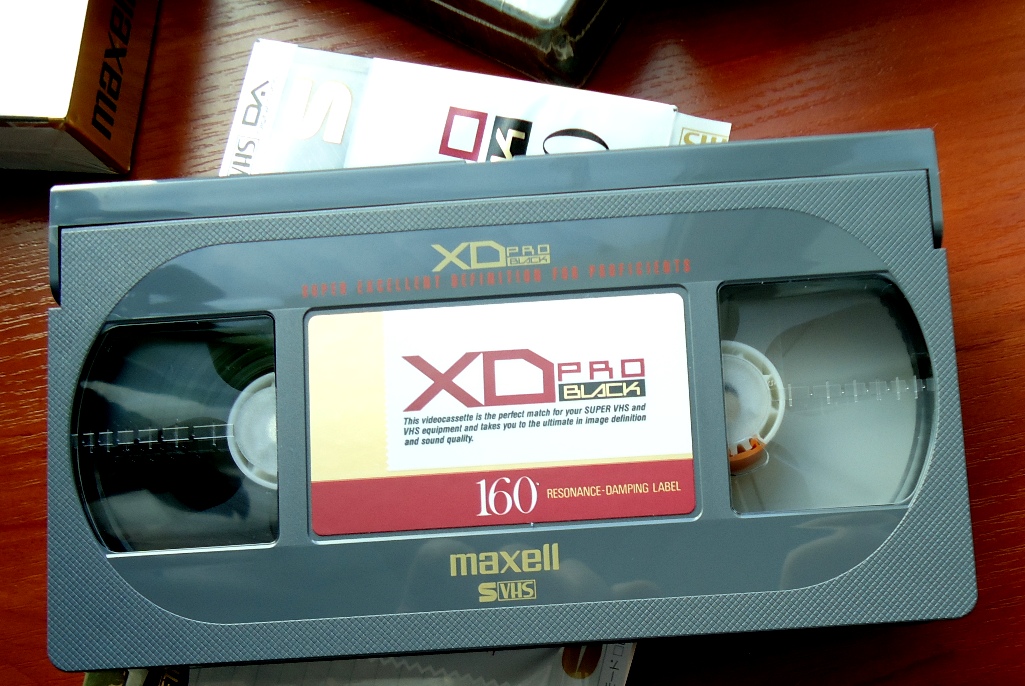 maxell
VHS DA
S
XD PRO
BLACK
SUPER EXCELLENT DEFINITION FOR PROFICIENTS
XD PRO
BLACK
This videocassette is the perfect match for your SUPER VHS and
VHS equipment and takes you to the ultimate in image definition
and sound quality.
160 RESONANCE-DAMPING LABEL
maxell
S VHS